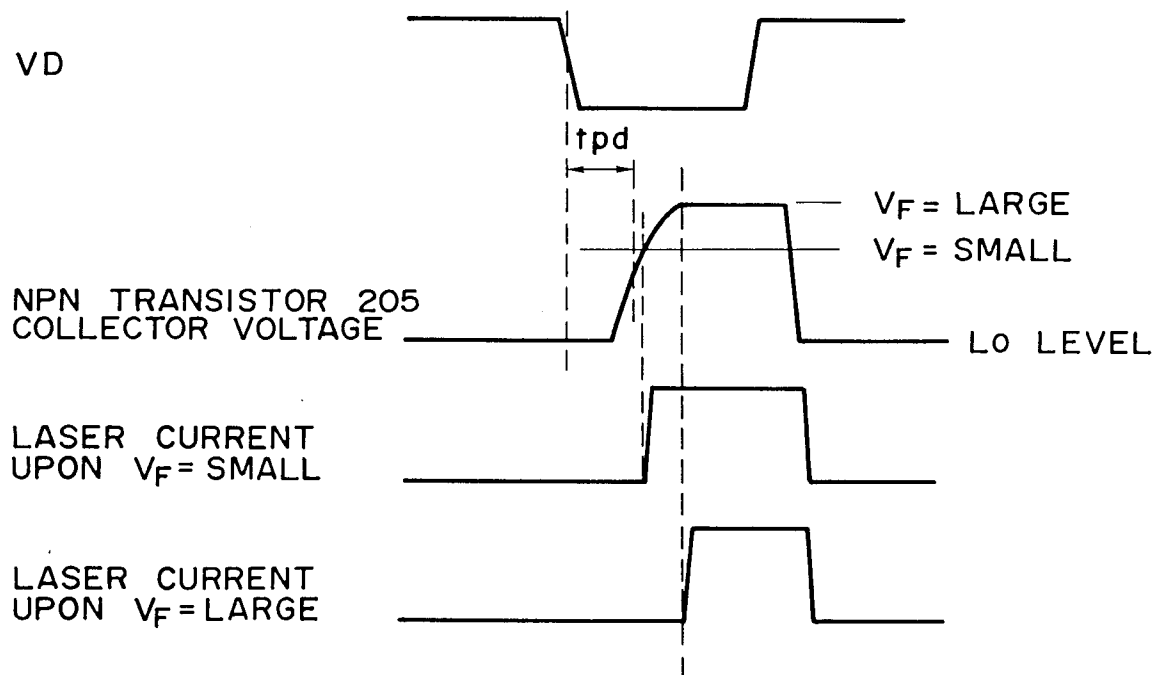 VD
tpd
VF = LARGE
VF = SMALL
NPN TRANSISTOR 205
COLLECTOR VOLTAGE
LO LEVEL
LASER CURRENT
UPON VF = SMALL
LASER CURRENT
UPON VF = LARGE